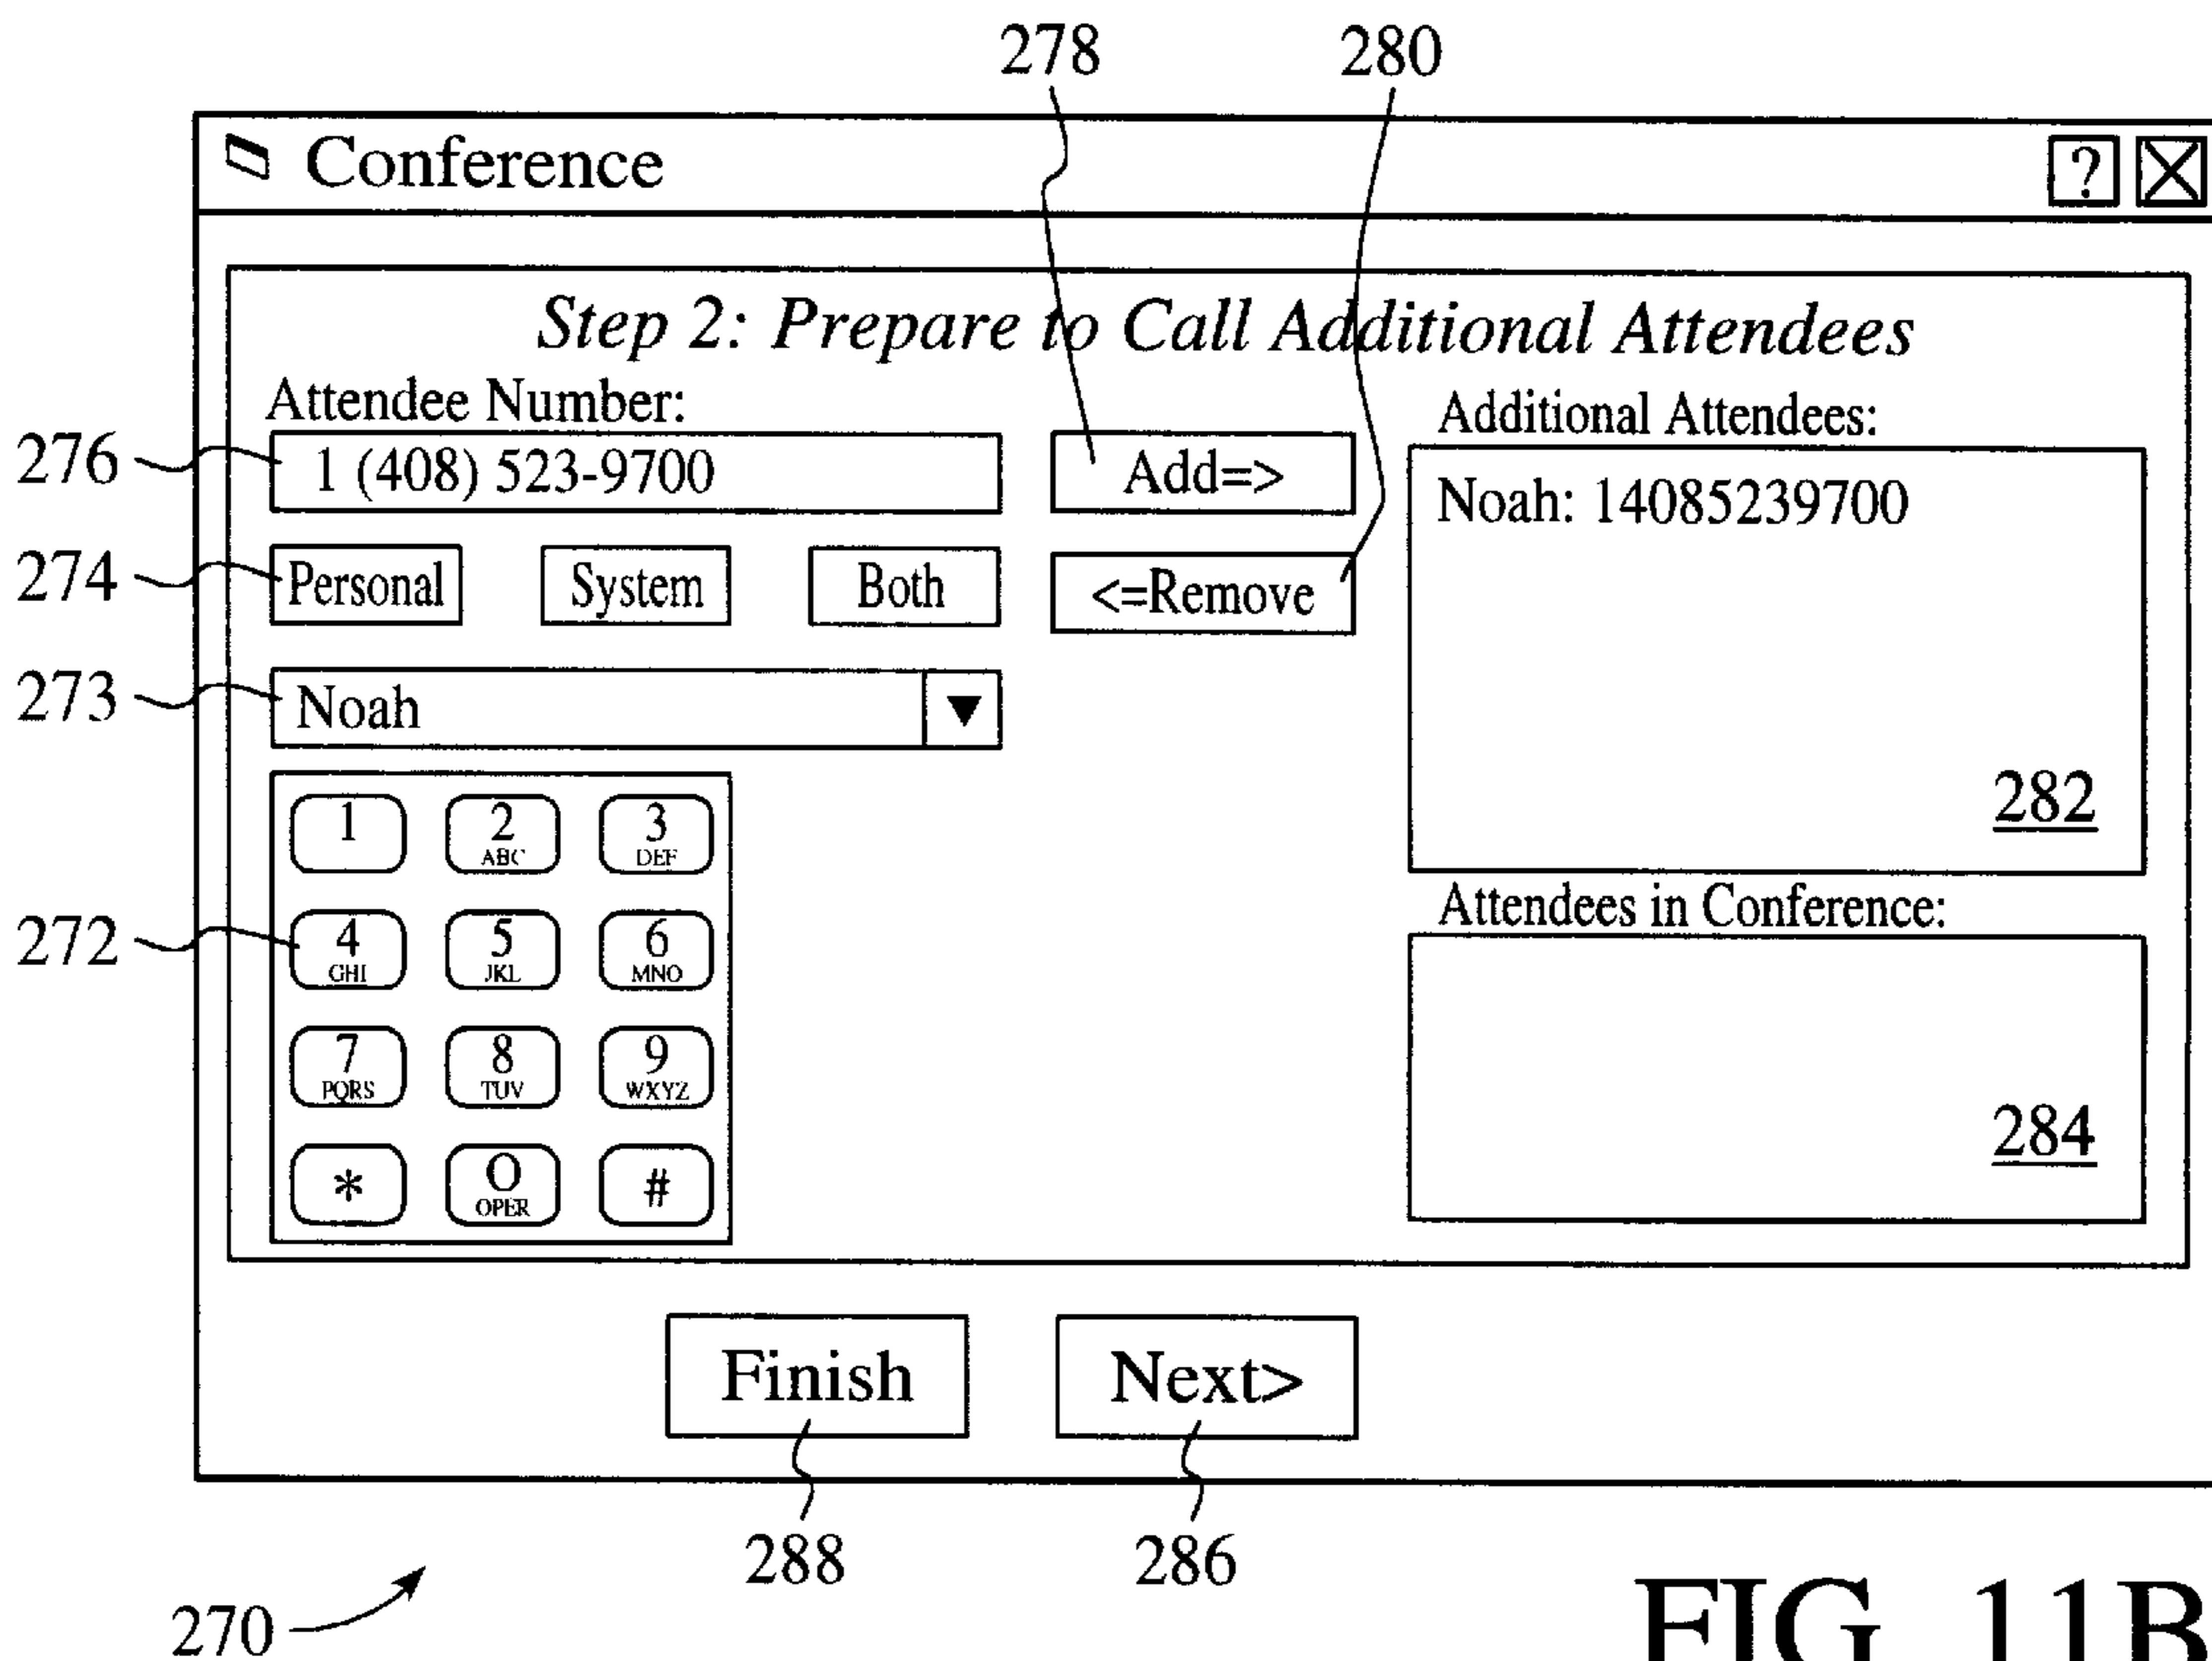 278 280
Conference ?
Step 2: Prepare to Call Additional Attendees
Attendee Number:
276 1 (408) 523-9700 Add=>
274 Personal System Both <=Remove
273 Noah
Additional Attendees:
Noah: 14085239700
282
1 2 ABC 3 DEF
272 4 GHI 5 JKL 6 MNO
7 PQRS 8 TUV 9 WXYZ
* 0 OPER #
Attendees in Conference:
284
Finish Next>
288 286
270
FIG. 11B